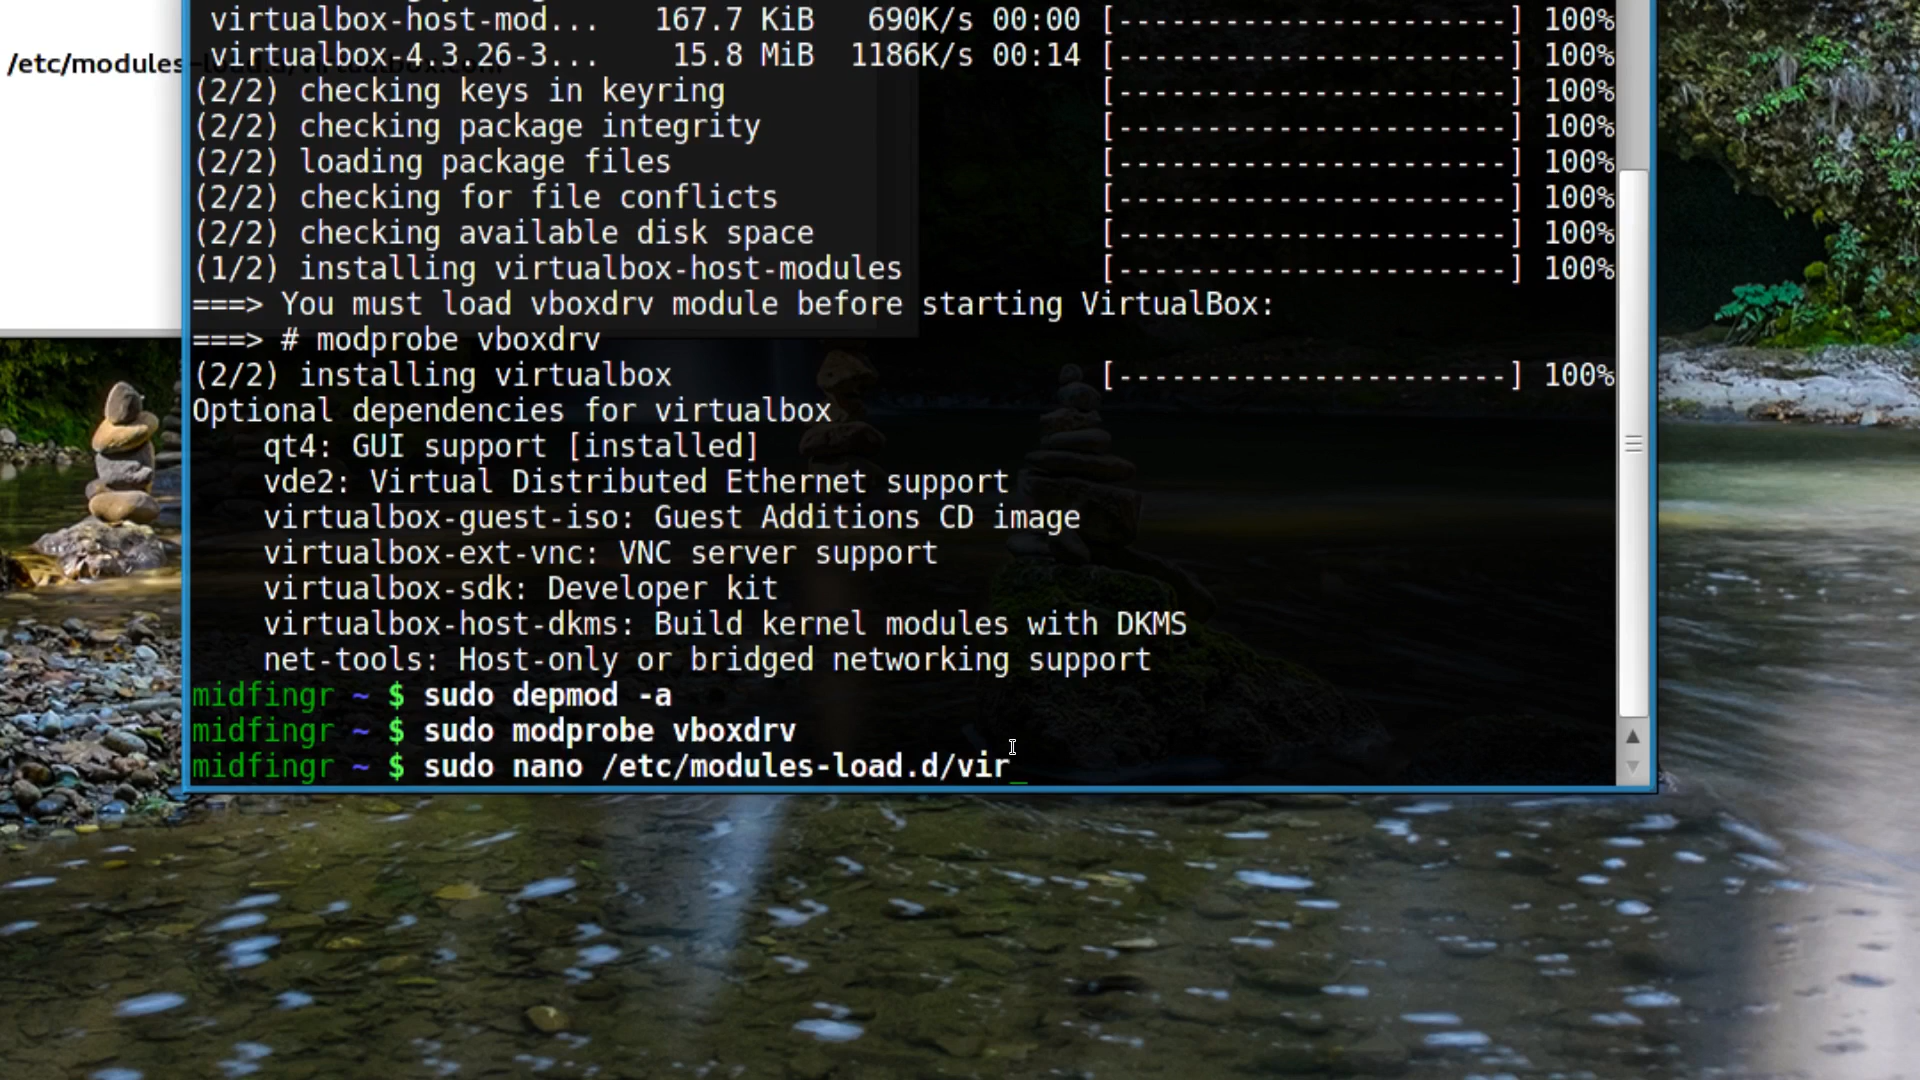 virtualbox-host-mod... 167.7 KiB 690K/s 00:00 [----------------------] 100%
/etc/modules-load.d/virtualbox.conf
virtualbox-4.3.26-3... 15.8 MiB 1186K/s 00:14 [----------------------] 100%
(2/2) checking keys in keyring [----------------------] 100%
(2/2) checking package integrity [----------------------] 100%
(2/2) loading package files [----------------------] 100%
(2/2) checking for file conflicts [----------------------] 100%
(2/2) checking available disk space [----------------------] 100%
(1/2) installing virtualbox-host-modules [----------------------] 100%
===> You must load vboxdrv module before starting VirtualBox:
===> # modprobe vboxdrv
(2/2) installing virtualbox [----------------------] 100%
Optional dependencies for virtualbox
qt4: GUI support [installed]
vde2: Virtual Distributed Ethernet support
virtualbox-guest-iso: Guest Additions CD image
virtualbox-ext-vnc: VNC server support
virtualbox-sdk: Developer kit
virtualbox-host-dkms: Build kernel modules with DKMS
net-tools: Host-only or bridged networking support
midfingr ~ $ sudo depmod -a
midfingr ~ $ sudo modprobe vboxdrv
midfingr ~ $ sudo nano /etc/modules-load.d/vir_